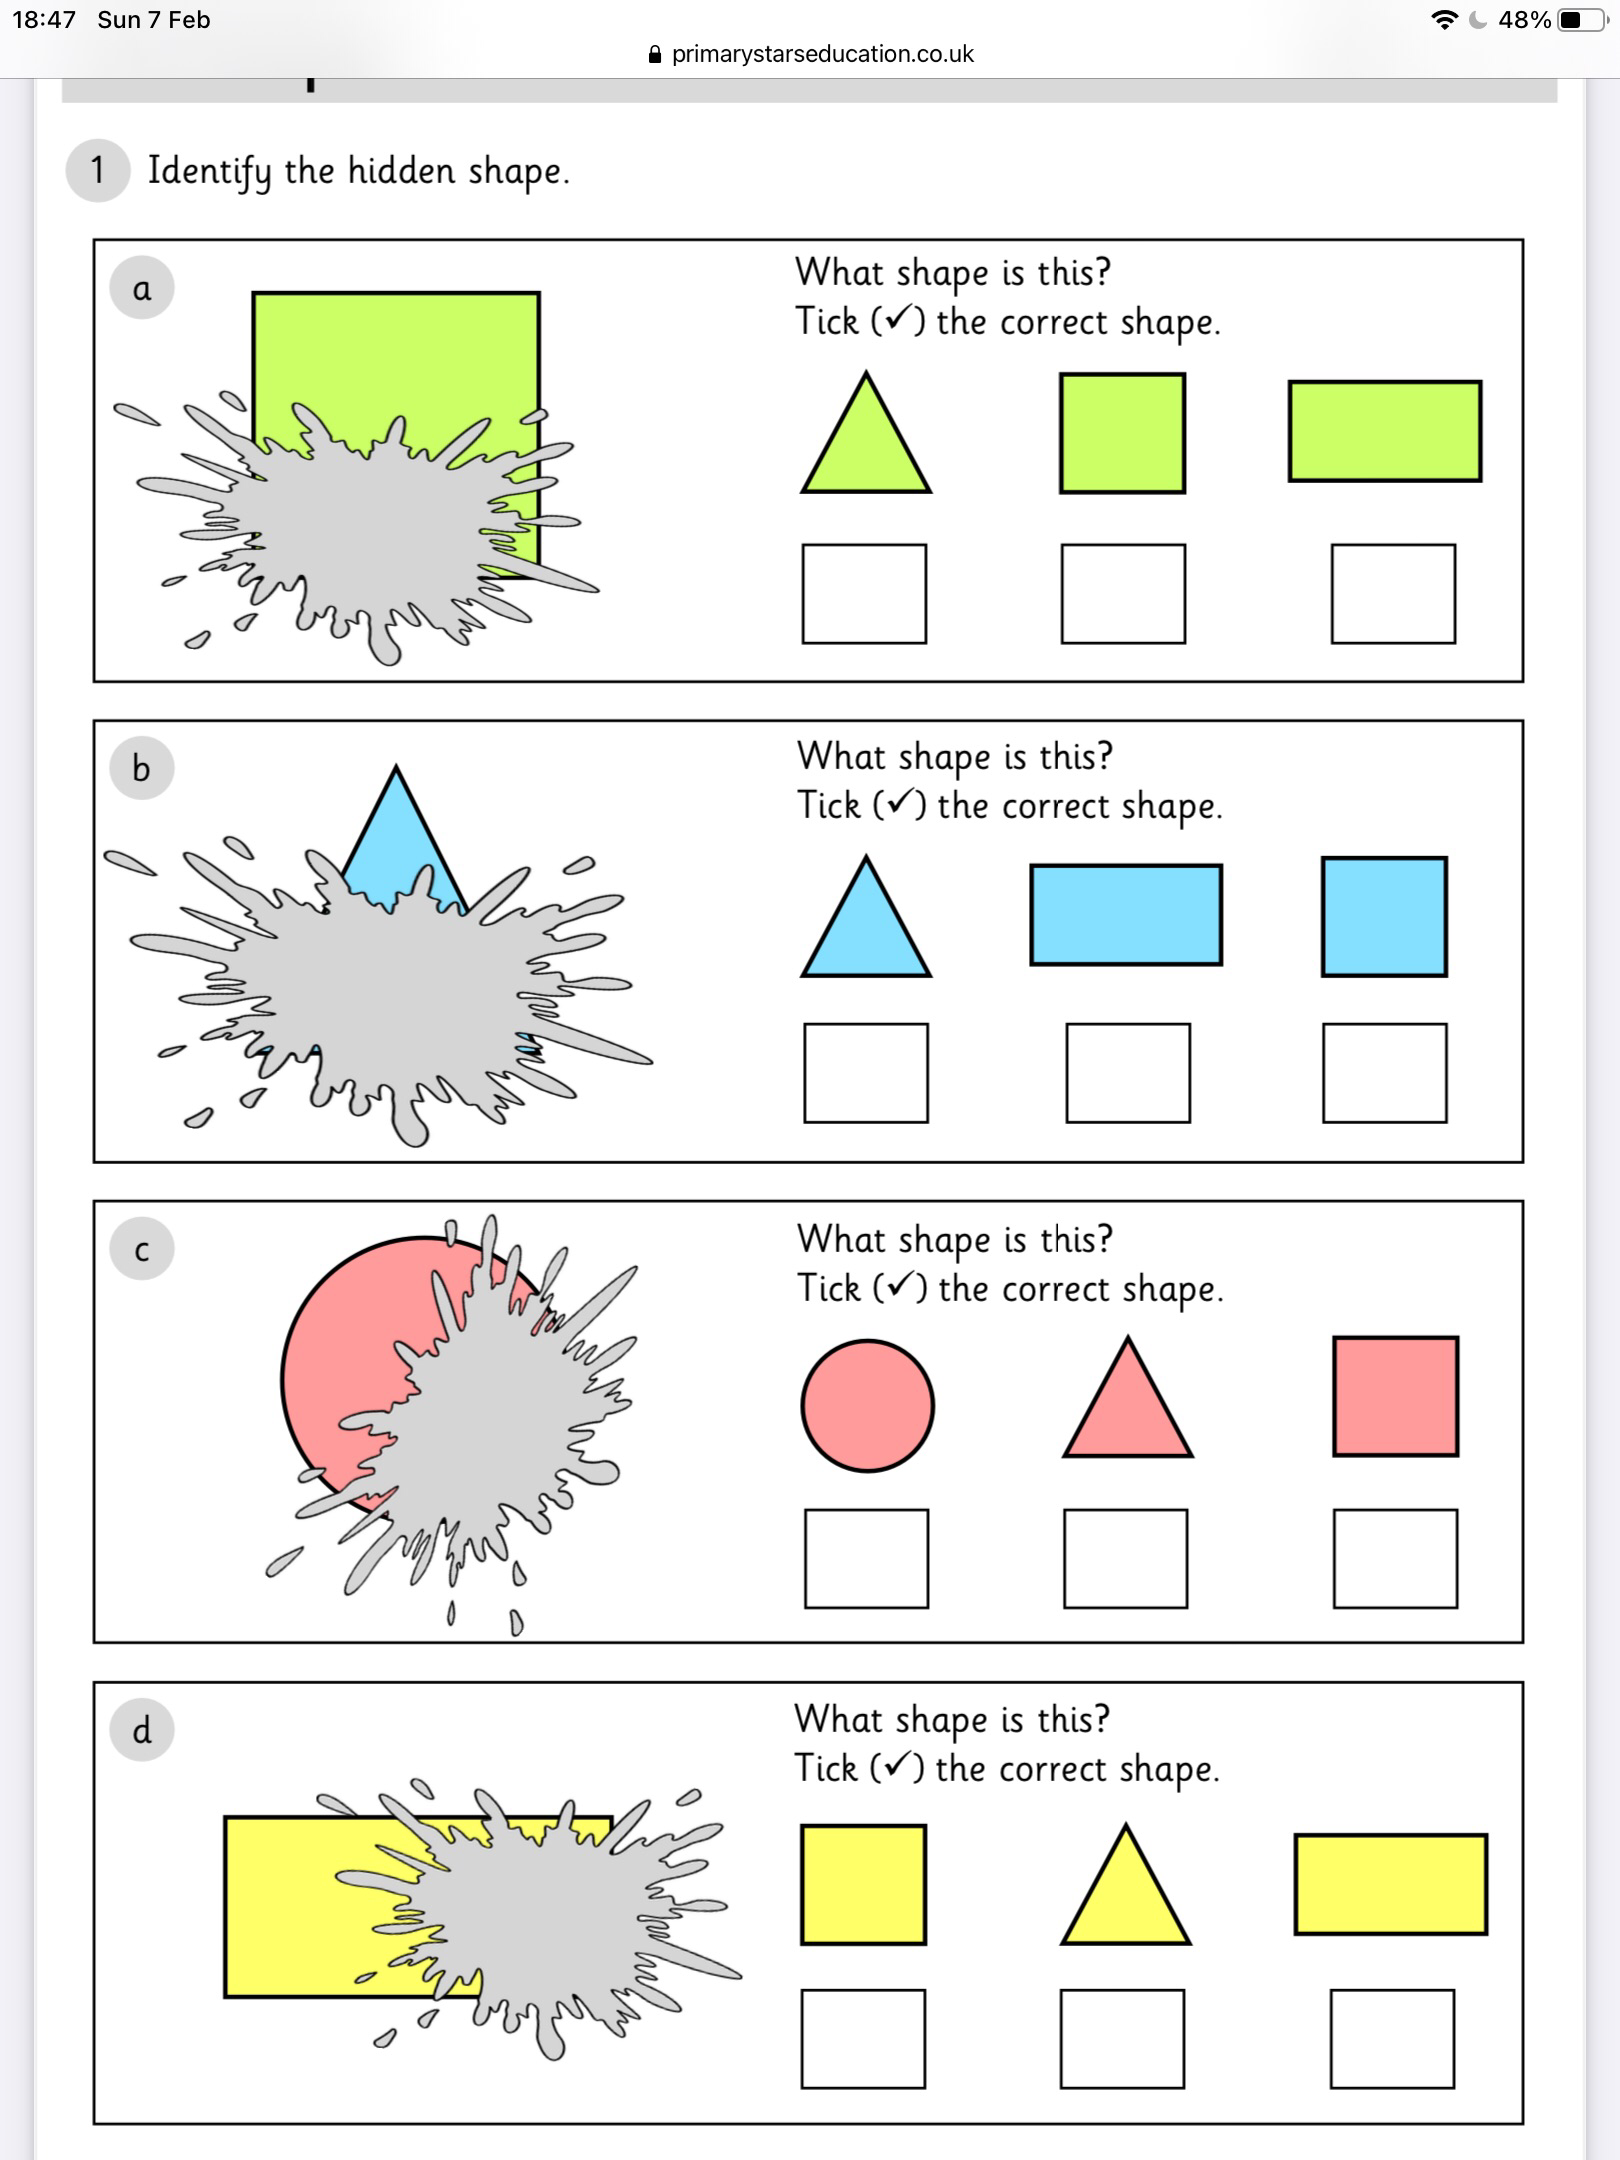 18:47 Sun 7 Feb
48%
primarystarseducation.co.uk
1 Identify the hidden shape.
a
What shape is this?
Tick (✓) the correct shape.
b
What shape is this?
Tick (✓) the correct shape.
c
What shape is this?
Tick (✓) the correct shape.
d
What shape is this?
Tick (✓) the correct shape.